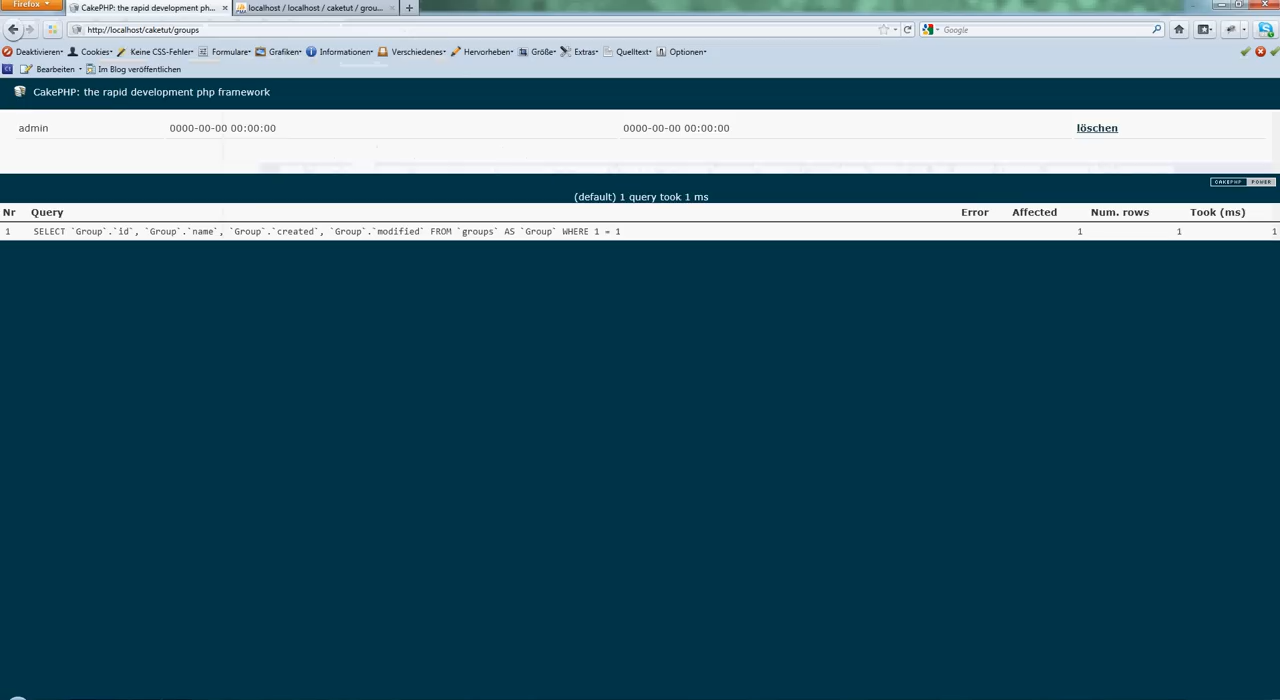 Firefox
CakePHP: the rapid development ph...
localhost / localhost / caketut / grou...
http://localhost/caketut/groups
Google
Deaktivieren
Cookies
Keine CSS-Fehler
Formulare
Grafiken
Informationen
Verschiedenes
Hervorheben
Größe
Extras
Quelltext
Optionen
Bearbeiten
Im Blog veröffentlichen
CakePHP: the rapid development php framework
admin 0000-00-00 00:00:00 0000-00-00 00:00:00 löschen
CAKEPHP POWER
(default) 1 query took 1 ms
Nr Query Error Affected Num. rows Took (ms)
1 SELECT `Group`.`id`, `Group`.`name`, `Group`.`created`, `Group`.`modified` FROM `groups` AS `Group` WHERE 1 = 1 1 1 1